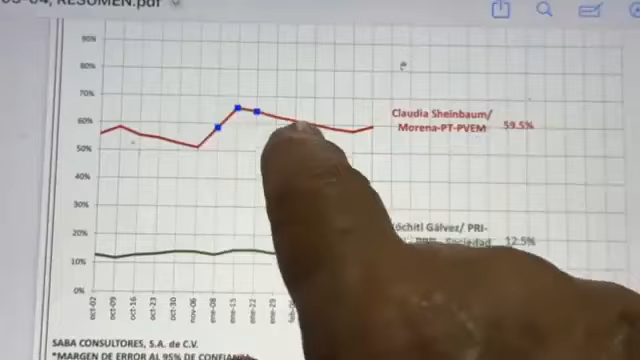 RESUMEN.pdf
90%
80%
70%
60%
50%
40%
30%
20%
10%
0%
Claudia Sheinbaum/
Morena-PT-PVEM 59.5%
Gálvez/ PRI-
Sociedad 12.5%
oct-02
oct-09
oct-16
oct-23
oct-30
nov-06
ene-08
ene-15
ene-22
ene-29
SABA CONSULTORES, S.A. de C.V.
*MARGEN DE ERROR AL 95% DE